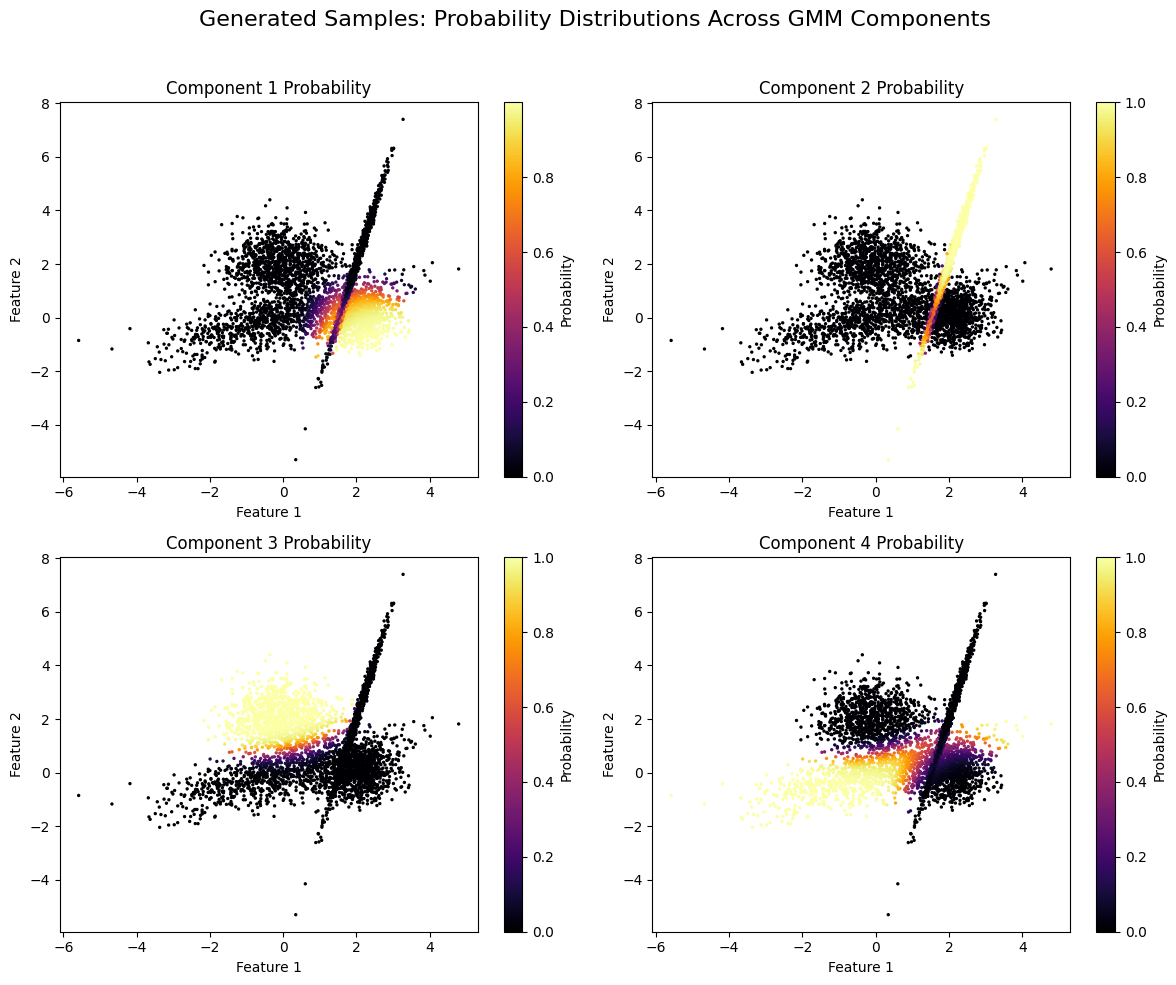 Generated Samples: Probability Distributions Across GMM Components
Component 1 Probability
8
6
4
2
0
−2
−4
−6 −4 −2 0 2 4
Feature 1
Feature 2
0.8
0.6
0.4
0.2
0.0
Probability
Component 2 Probability
8
6
4
2
0
−2
−4
−6 −4 −2 0 2 4
Feature 1
Feature 2
1.0
0.8
0.6
0.4
0.2
0.0
Probability
Component 3 Probability
8
6
4
2
0
−2
−4
−6 −4 −2 0 2 4
Feature 1
Feature 2
1.0
0.8
0.6
0.4
0.2
0.0
Probability
Component 4 Probability
8
6
4
2
0
−2
−4
−6 −4 −2 0 2 4
Feature 1
Feature 2
1.0
0.8
0.6
0.4
0.2
0.0
Probability